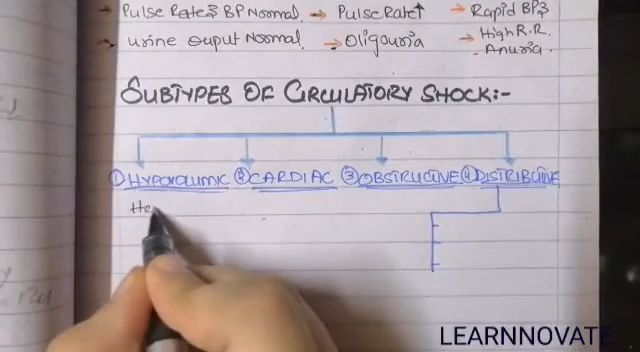 → Pulse Rate & BP Normal. → Pulse Rate↑ → Rapid BP↓
→ Urine Ouput Normal. → Oligouria → High R.R.
- Anuria.
SUBTYPES OF CIRCULATORY SHOCK:-
① HYPOVOLUMIC ② CARDIAC ③ OBSTRUCTIVE ④ DISTRIBUTIVE
He
LEARNNOVATE